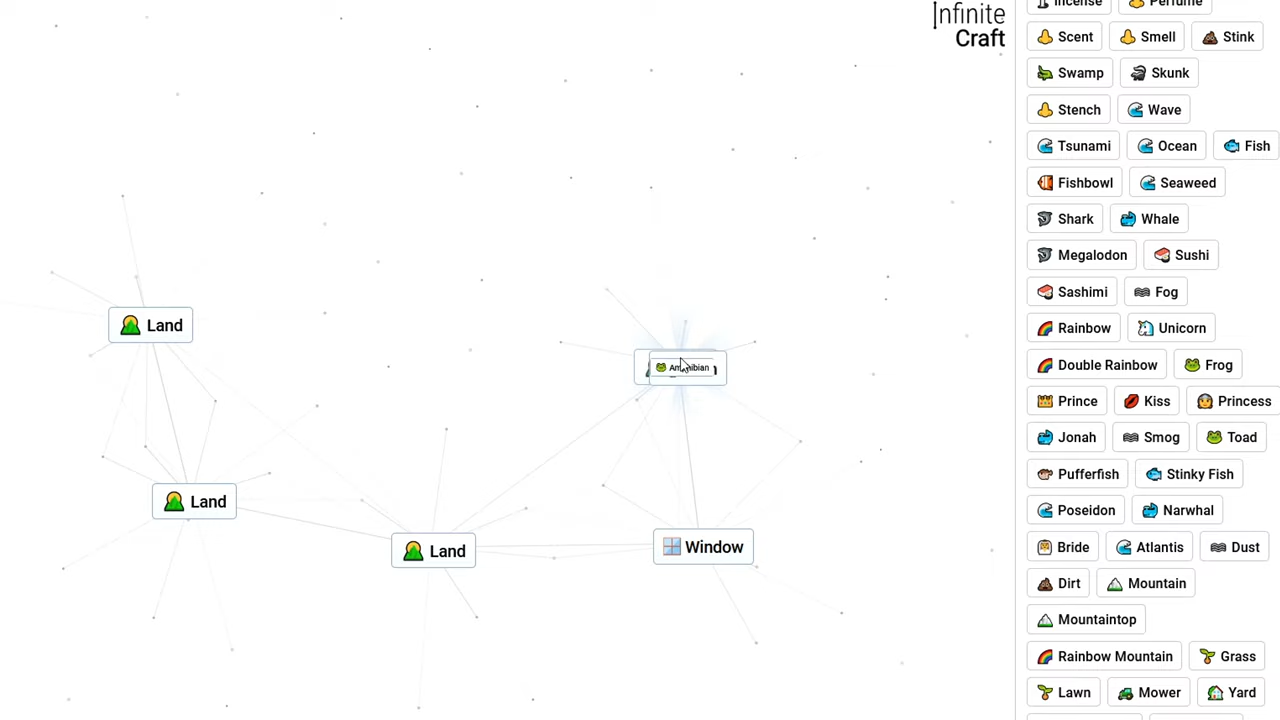 Infinite
Craft
Incense Perfume
Scent Smell Stink
Swamp Skunk
Stench Wave
Tsunami Ocean Fish
Fishbowl Seaweed
Shark Whale
Megalodon Sushi
Sashimi Fog
Rainbow Unicorn
Double Rainbow Frog
Prince Kiss Princess
Jonah Smog Toad
Pufferfish Stinky Fish
Poseidon Narwhal
Bride Atlantis Dust
Dirt Mountain
Mountaintop
Rainbow Mountain Grass
Lawn Mower Yard
Land
Amphibian
Land
Land
Window